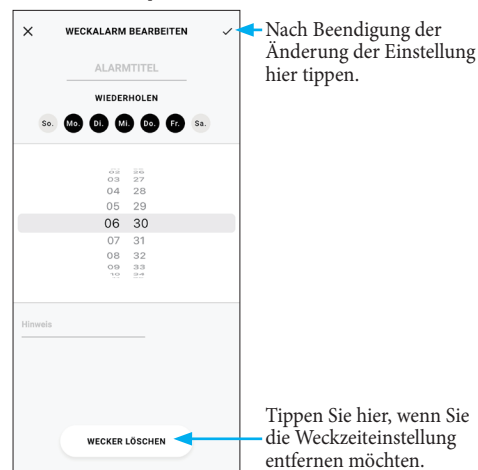 WECKALARM BEARBEITEN
Nach Beendigung der
Änderung der Einstellung
hier tippen.
ALARMTITEL
WIEDERHOLEN
So. Mo. Di. Mi. Do. Fr. Sa.
03 27
04 28
05 29
06 30
07 31
08 32
09 33
Hinweis
WECKER LÖSCHEN
Tippen Sie hier, wenn Sie
die Weckzeiteinstellung
entfernen möchten.